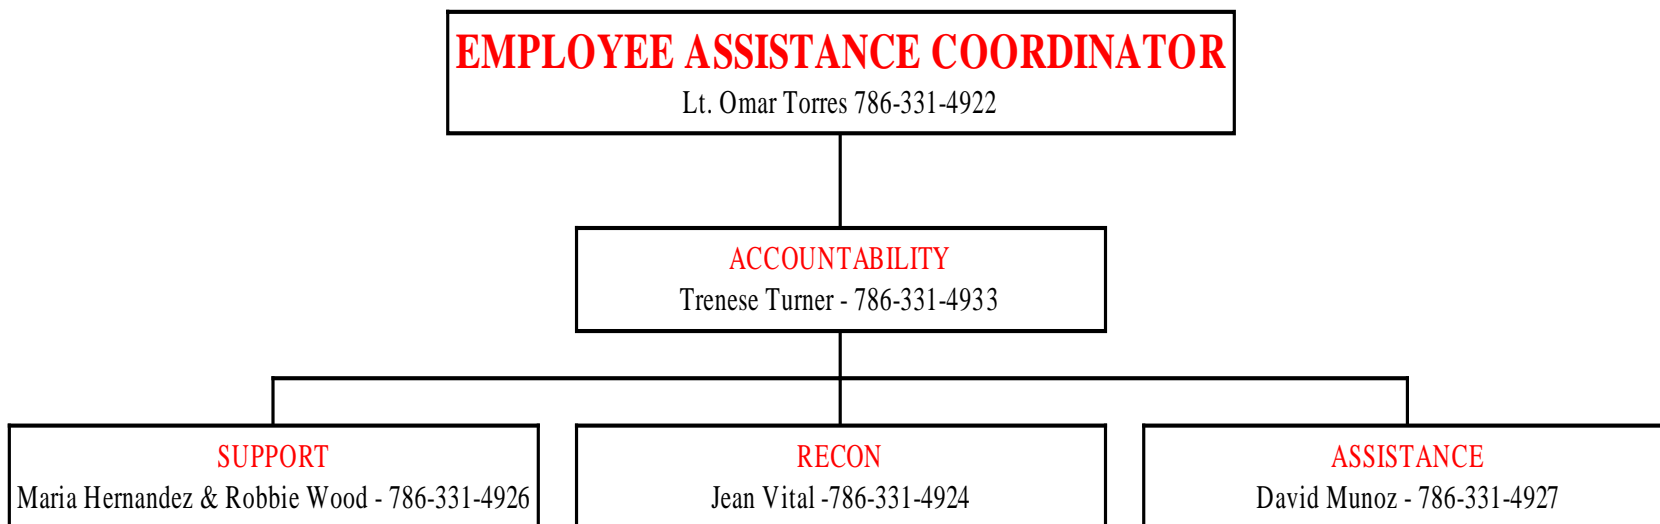 EMPLOYEE ASSISTANCE COORDINATOR
Lt. Omar Torres 786-331-4922
ACCOUNTABILITY
Trenese Turner - 786-331-4933
SUPPORT
Maria Hernandez & Robbie Wood - 786-331-4926
RECON
Jean Vital -786-331-4924
ASSISTANCE
David Munoz - 786-331-4927